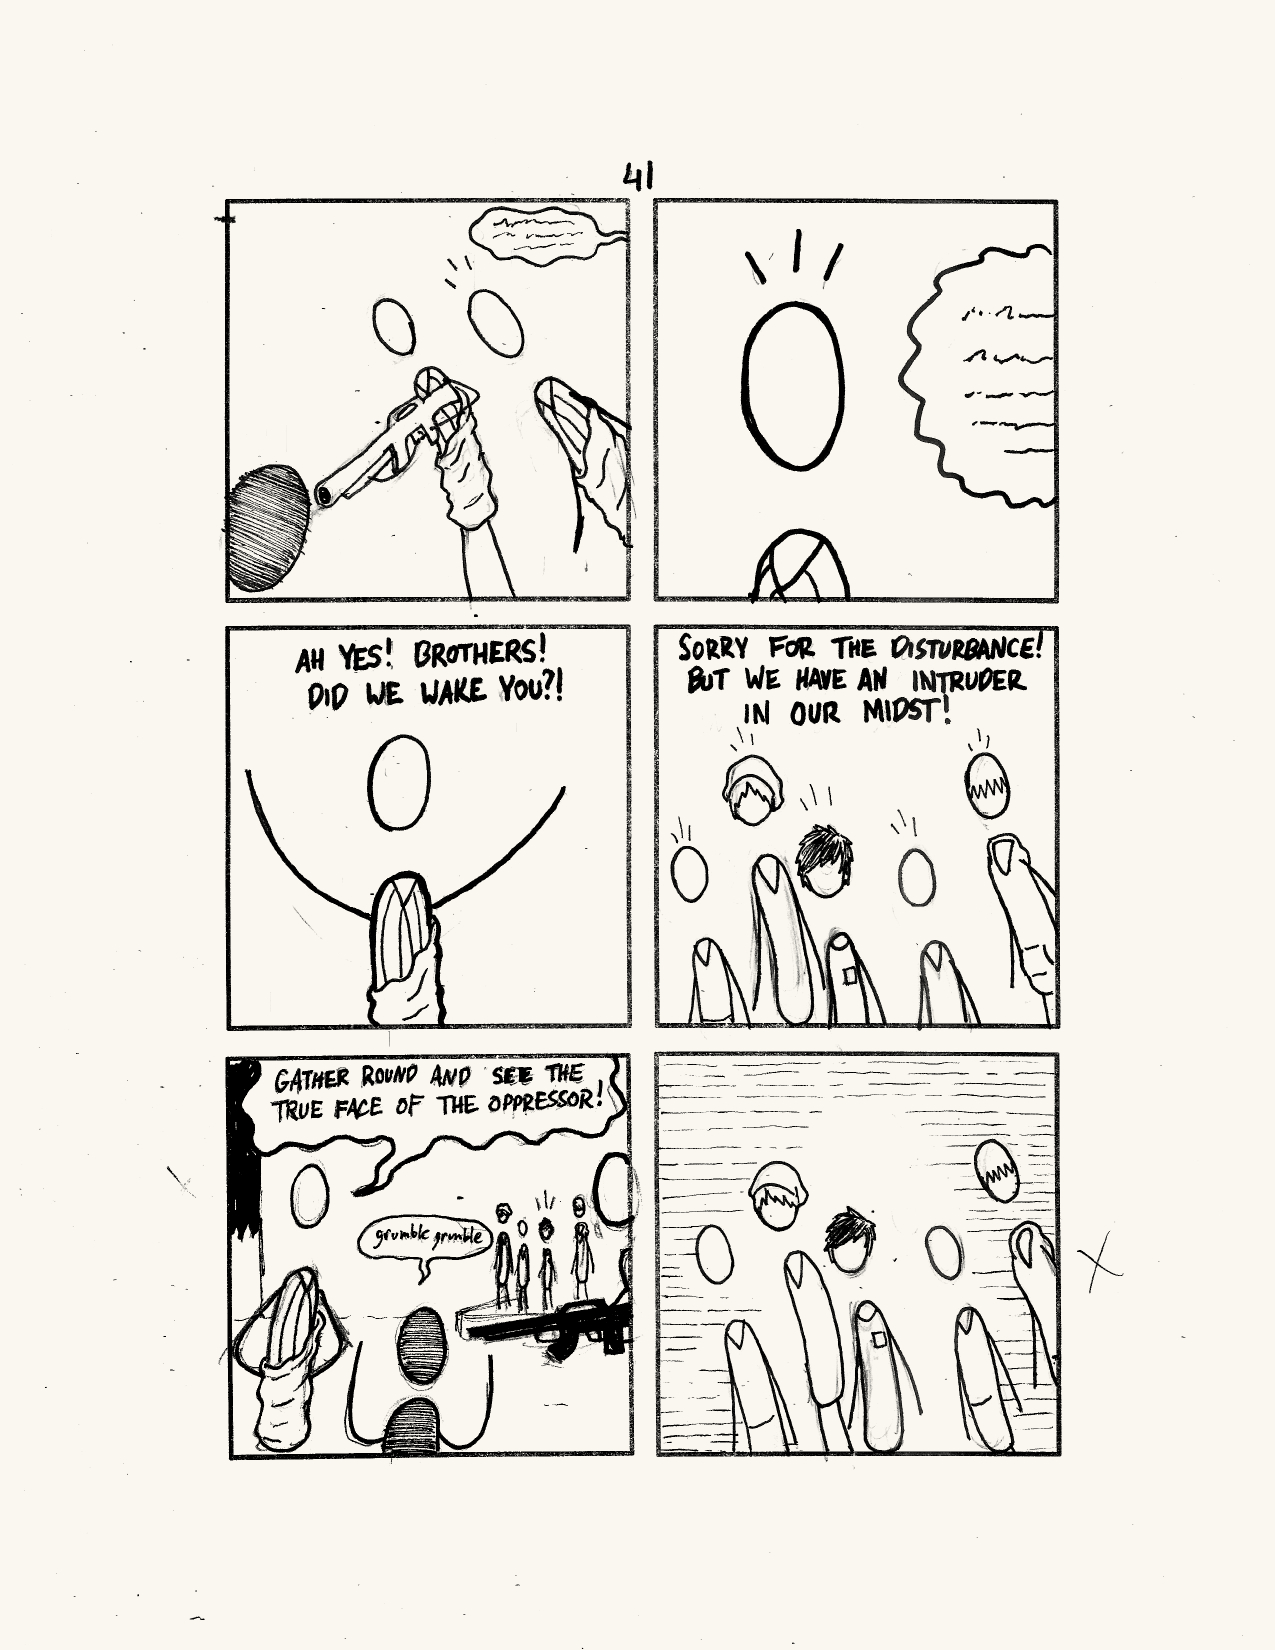 41
AH YES! BROTHERS!
DID WE WAKE YOU?!
SORRY FOR THE DISTURBANCE!
BUT WE HAVE AN INTRUDER
IN OUR MIDST!
GATHER ROUND AND SEE THE
TRUE FACE OF THE OPPRESSOR!
grumble grumble